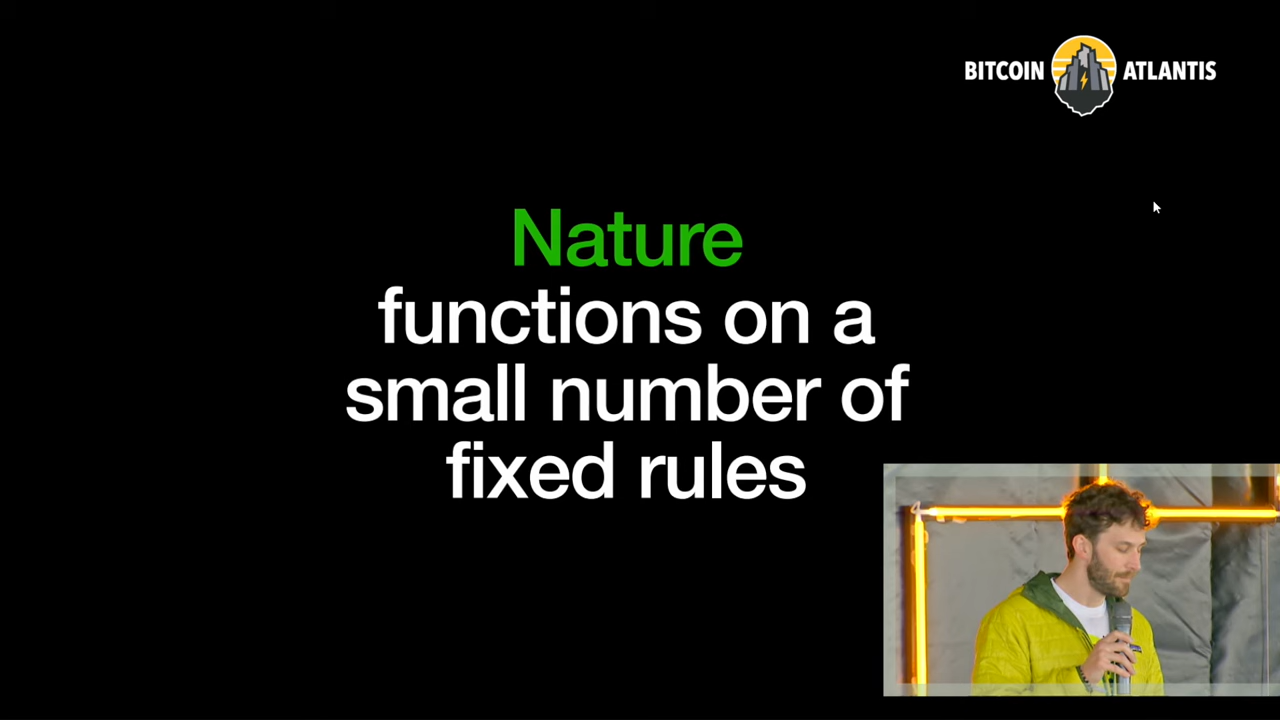 BITCOIN ATLANTIS
Nature
functions on a
small number of
fixed rules